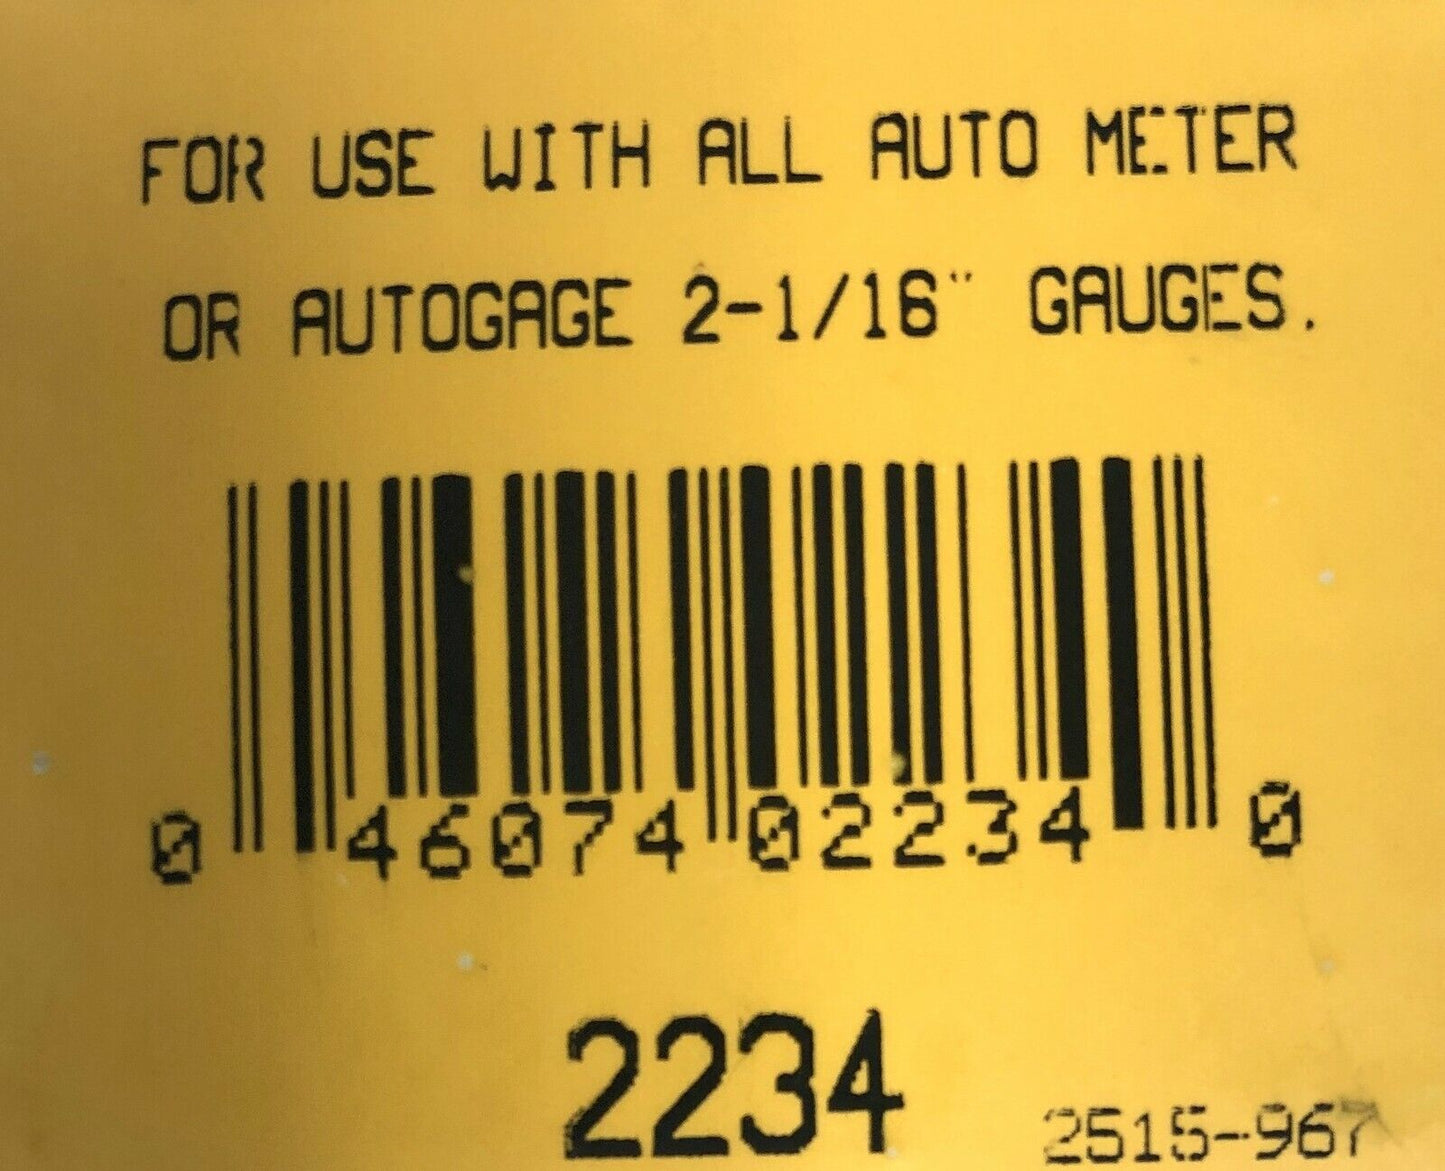 FOR USE WITH ALL AUTO METER
OR AUTOGAGE 2-1/16" GAUGES.
0 46074 02234 0
2234
2515-967